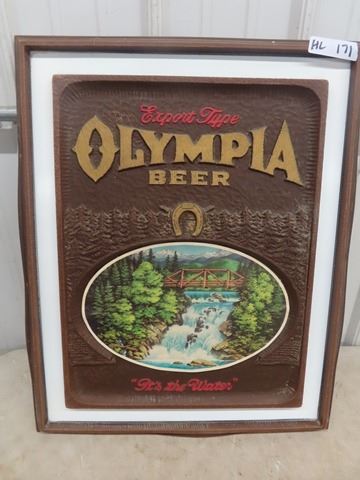 HL 171
Export Type
OLYMPIA
BEER
"It's the Water"